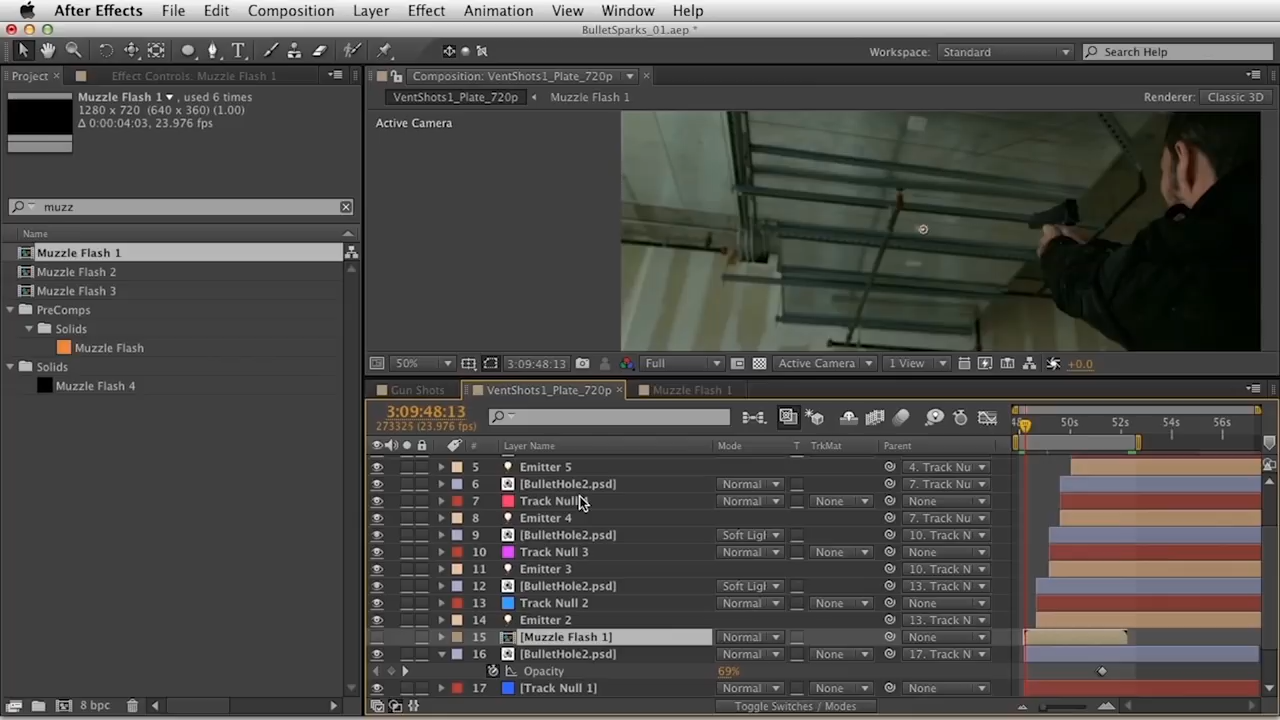 After Effects File Edit Composition Layer Effect Animation View Window Help
BulletSparks_01.aep *
Workspace: Standard Search Help
Project Effect Controls: Muzzle Flash 1
Composition: VentShots1_Plate_720p
Muzzle Flash 1 , used 6 times
1280 x 720 (640 x 360) (1.00)
Δ 0:00:04:03, 23.976 fps
VentShots1_Plate_720p Muzzle Flash 1
Renderer: Classic 3D
Active Camera
muzz
Name
Muzzle Flash 1
Muzzle Flash 2
Muzzle Flash 3
PreComps
Solids
Muzzle Flash
Solids
Muzzle Flash 4
50% 3:09:48:13 Full Active Camera 1 View +0.0
Gun Shots VentShots1_Plate_720p Muzzle Flash 1
3:09:48:13
273325 (23.976 fps)
50s 52s 54s 56s
# Layer Name Mode T TrkMat Parent
5 Emitter 5 4. Track Nu
6 [BulletHole2.psd] Normal 7. Track Nu
7 Track Null Normal None None
8 Emitter 4 7. Track Nu
9 [BulletHole2.psd] Soft Ligl 10. Track N
10 Track Null 3 Normal None None
11 Emitter 3 10. Track N
12 [BulletHole2.psd] Soft Ligl 13. Track N
13 Track Null 2 Normal None None
14 Emitter 2 13. Track N
15 [Muzzle Flash 1] Normal None
16 [BulletHole2.psd] Normal 17. Track N
Opacity 69%
17 [Track Null 1] Normal None None
8 bpc Toggle Switches / Modes